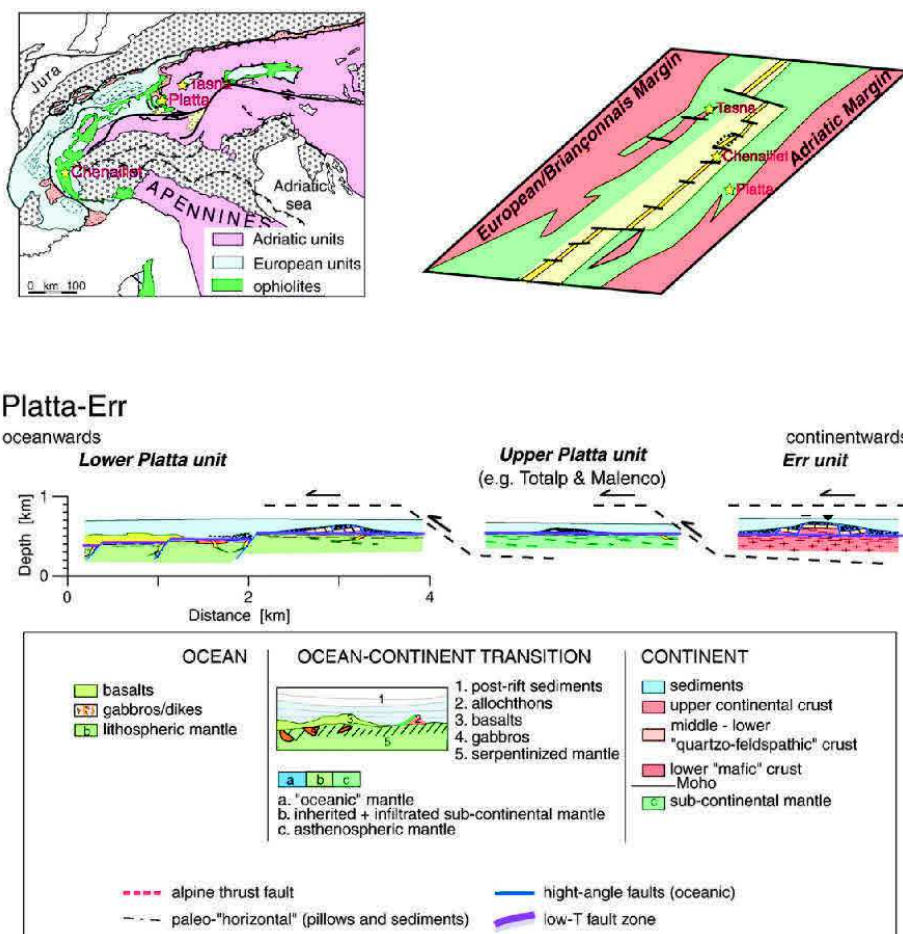 Jura
Tasna
Platta
Chenaillet
APENNINES
Adriatic
sea
Adriatic units
European units
ophiolites
0 km 100
European/Briançonnais Margin
Adriatic Margin
Tasna
Chenaillet
Platta
Platta-Err
oceanwards
continentwards
Lower Platta unit
Upper Platta unit
(e.g. Totalp & Malenco)
Err unit
Depth [km]
1
0
0
2
4
Distance [km]
OCEAN
basalts
gabbros/dikes
b lithospheric mantle
OCEAN-CONTINENT TRANSITION
1
2
3
5
1. post-rift sediments
2. allochthons
3. basalts
4. gabbros
5. serpentinized mantle
a b c
a. "oceanic" mantle
b. inherited + infiltrated sub-continental mantle
c. asthenospheric mantle
CONTINENT
sediments
upper continental crust
middle - lower
"quartzo-feldspathic" crust
lower "mafic" crust
Moho
c sub-continental mantle
alpine thrust fault
paleo-"horizontal" (pillows and sediments)
hight-angle faults (oceanic)
low-T fault zone